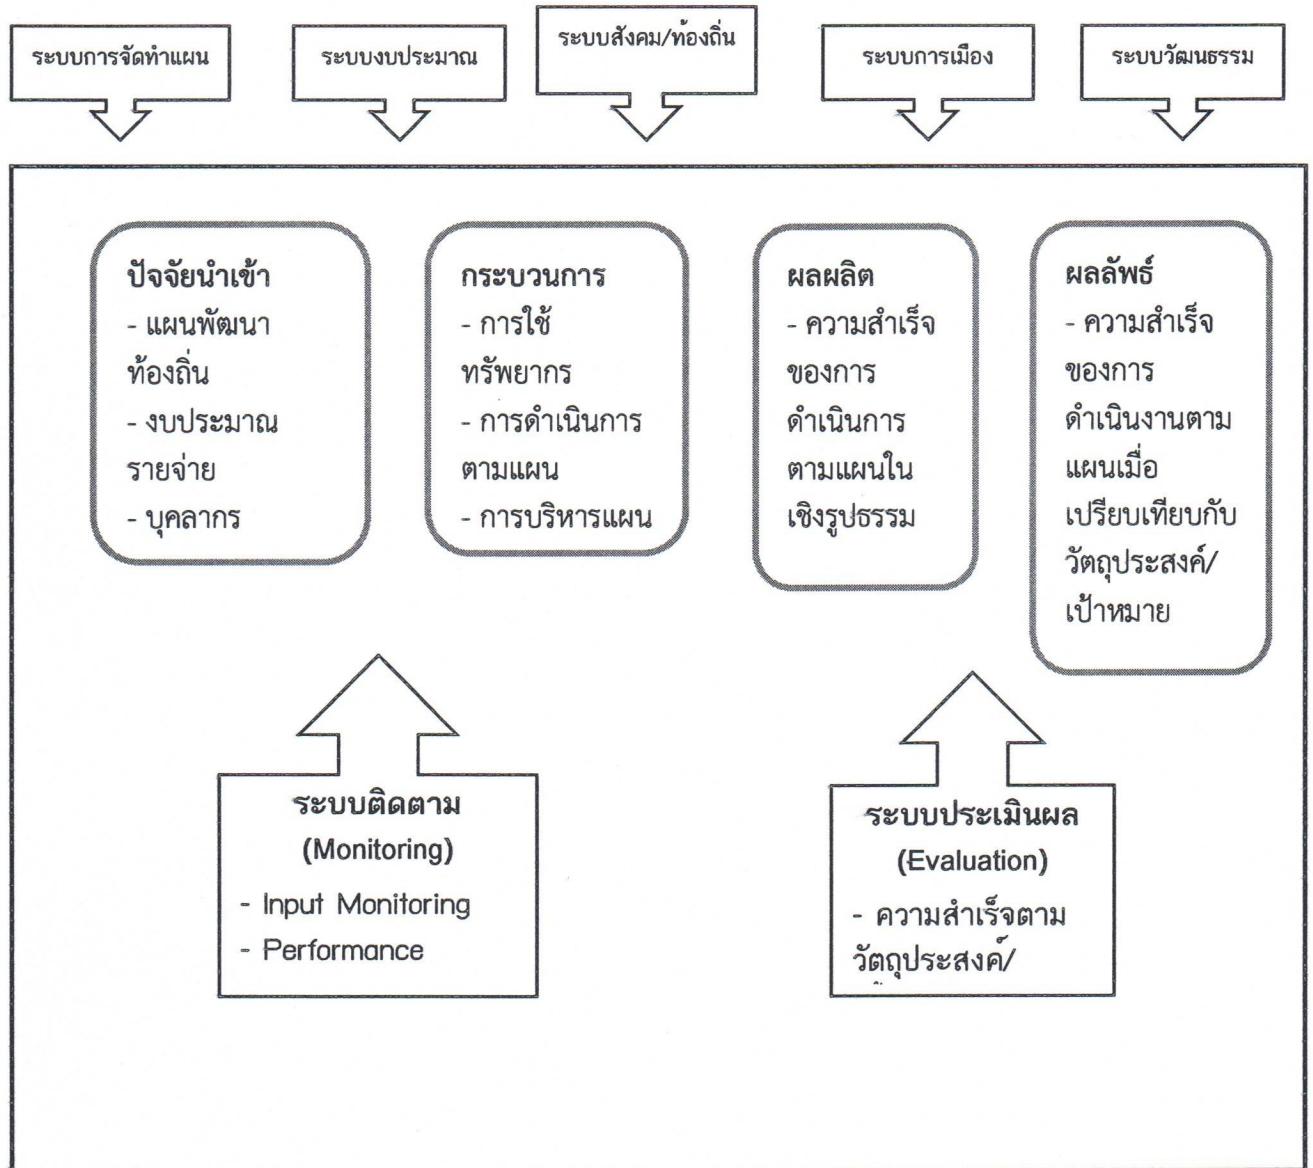 ระบบการจัดทำแผน
ระบบงบประมาณ
ระบบสังคม/ท้องถิ่น
ระบบการเมือง
ระบบวัฒนธรรม
ปัจจัยนำเข้า
- แผนพัฒนา
ท้องถิ่น
- งบประมาณ
รายจ่าย
- บุคลากร
กระบวนการ
- การใช้
ทรัพยากร
- การดำเนินการ
ตามแผน
- การบริหารแผน
ผลผลิต
- ความสำเร็จ
ของการ
ดำเนินการ
ตามแผนใน
เชิงรูปธรรม
ผลลัพธ์
- ความสำเร็จ
ของการ
ดำเนินงานตาม
แผนเมื่อ
เปรียบเทียบกับ
วัตถุประสงค์/
เป้าหมาย
ระบบติดตาม
(Monitoring)
- Input Monitoring
- Performance
ระบบประเมินผล
(Evaluation)
- ความสำเร็จตาม
วัตถุประสงค์/